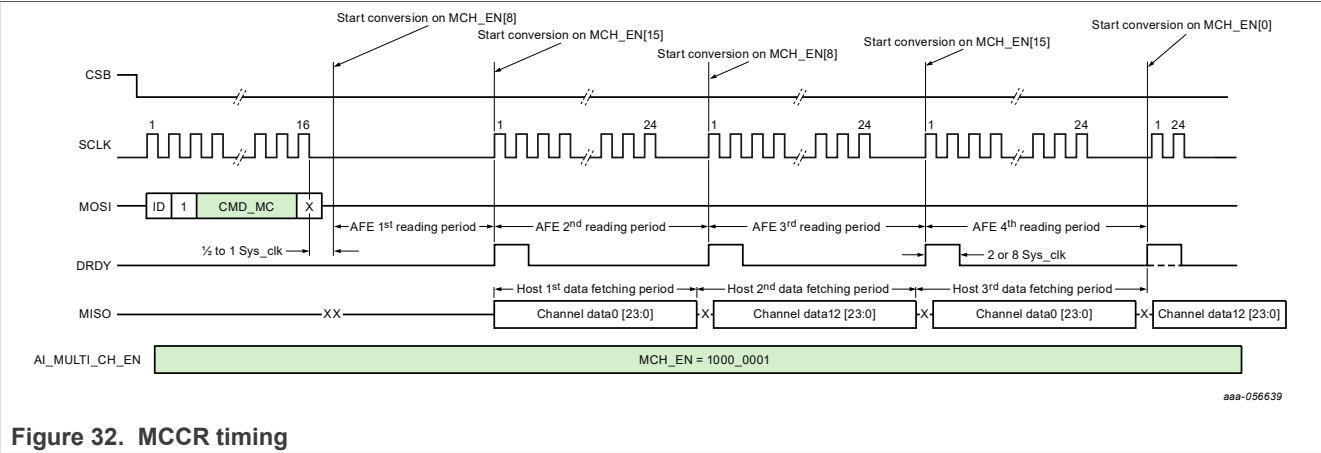 Start conversion on MCH_EN[8]
Start conversion on MCH_EN[15]
Start conversion on MCH_EN[8]
Start conversion on MCH_EN[15]
Start conversion on MCH_EN[0]
CSB
SCLK
1
16
1
24
1
24
1
24
1 24
MOSI
ID
1
CMD_MC
X
AFE 1st reading period
AFE 2nd reading period
AFE 3rd reading period
AFE 4th reading period
½ to 1 Sys_clk
2 or 8 Sys_clk
DRDY
Host 1st data fetching period
Host 2nd data fetching period
Host 3rd data fetching period
MISO
XX
Channel data0 [23:0]
X
Channel data12 [23:0]
X
Channel data0 [23:0]
X
Channel data12 [23:0]
AI_MULTI_CH_EN
MCH_EN = 1000_0001
aaa-056639
Figure 32. MCCR timing